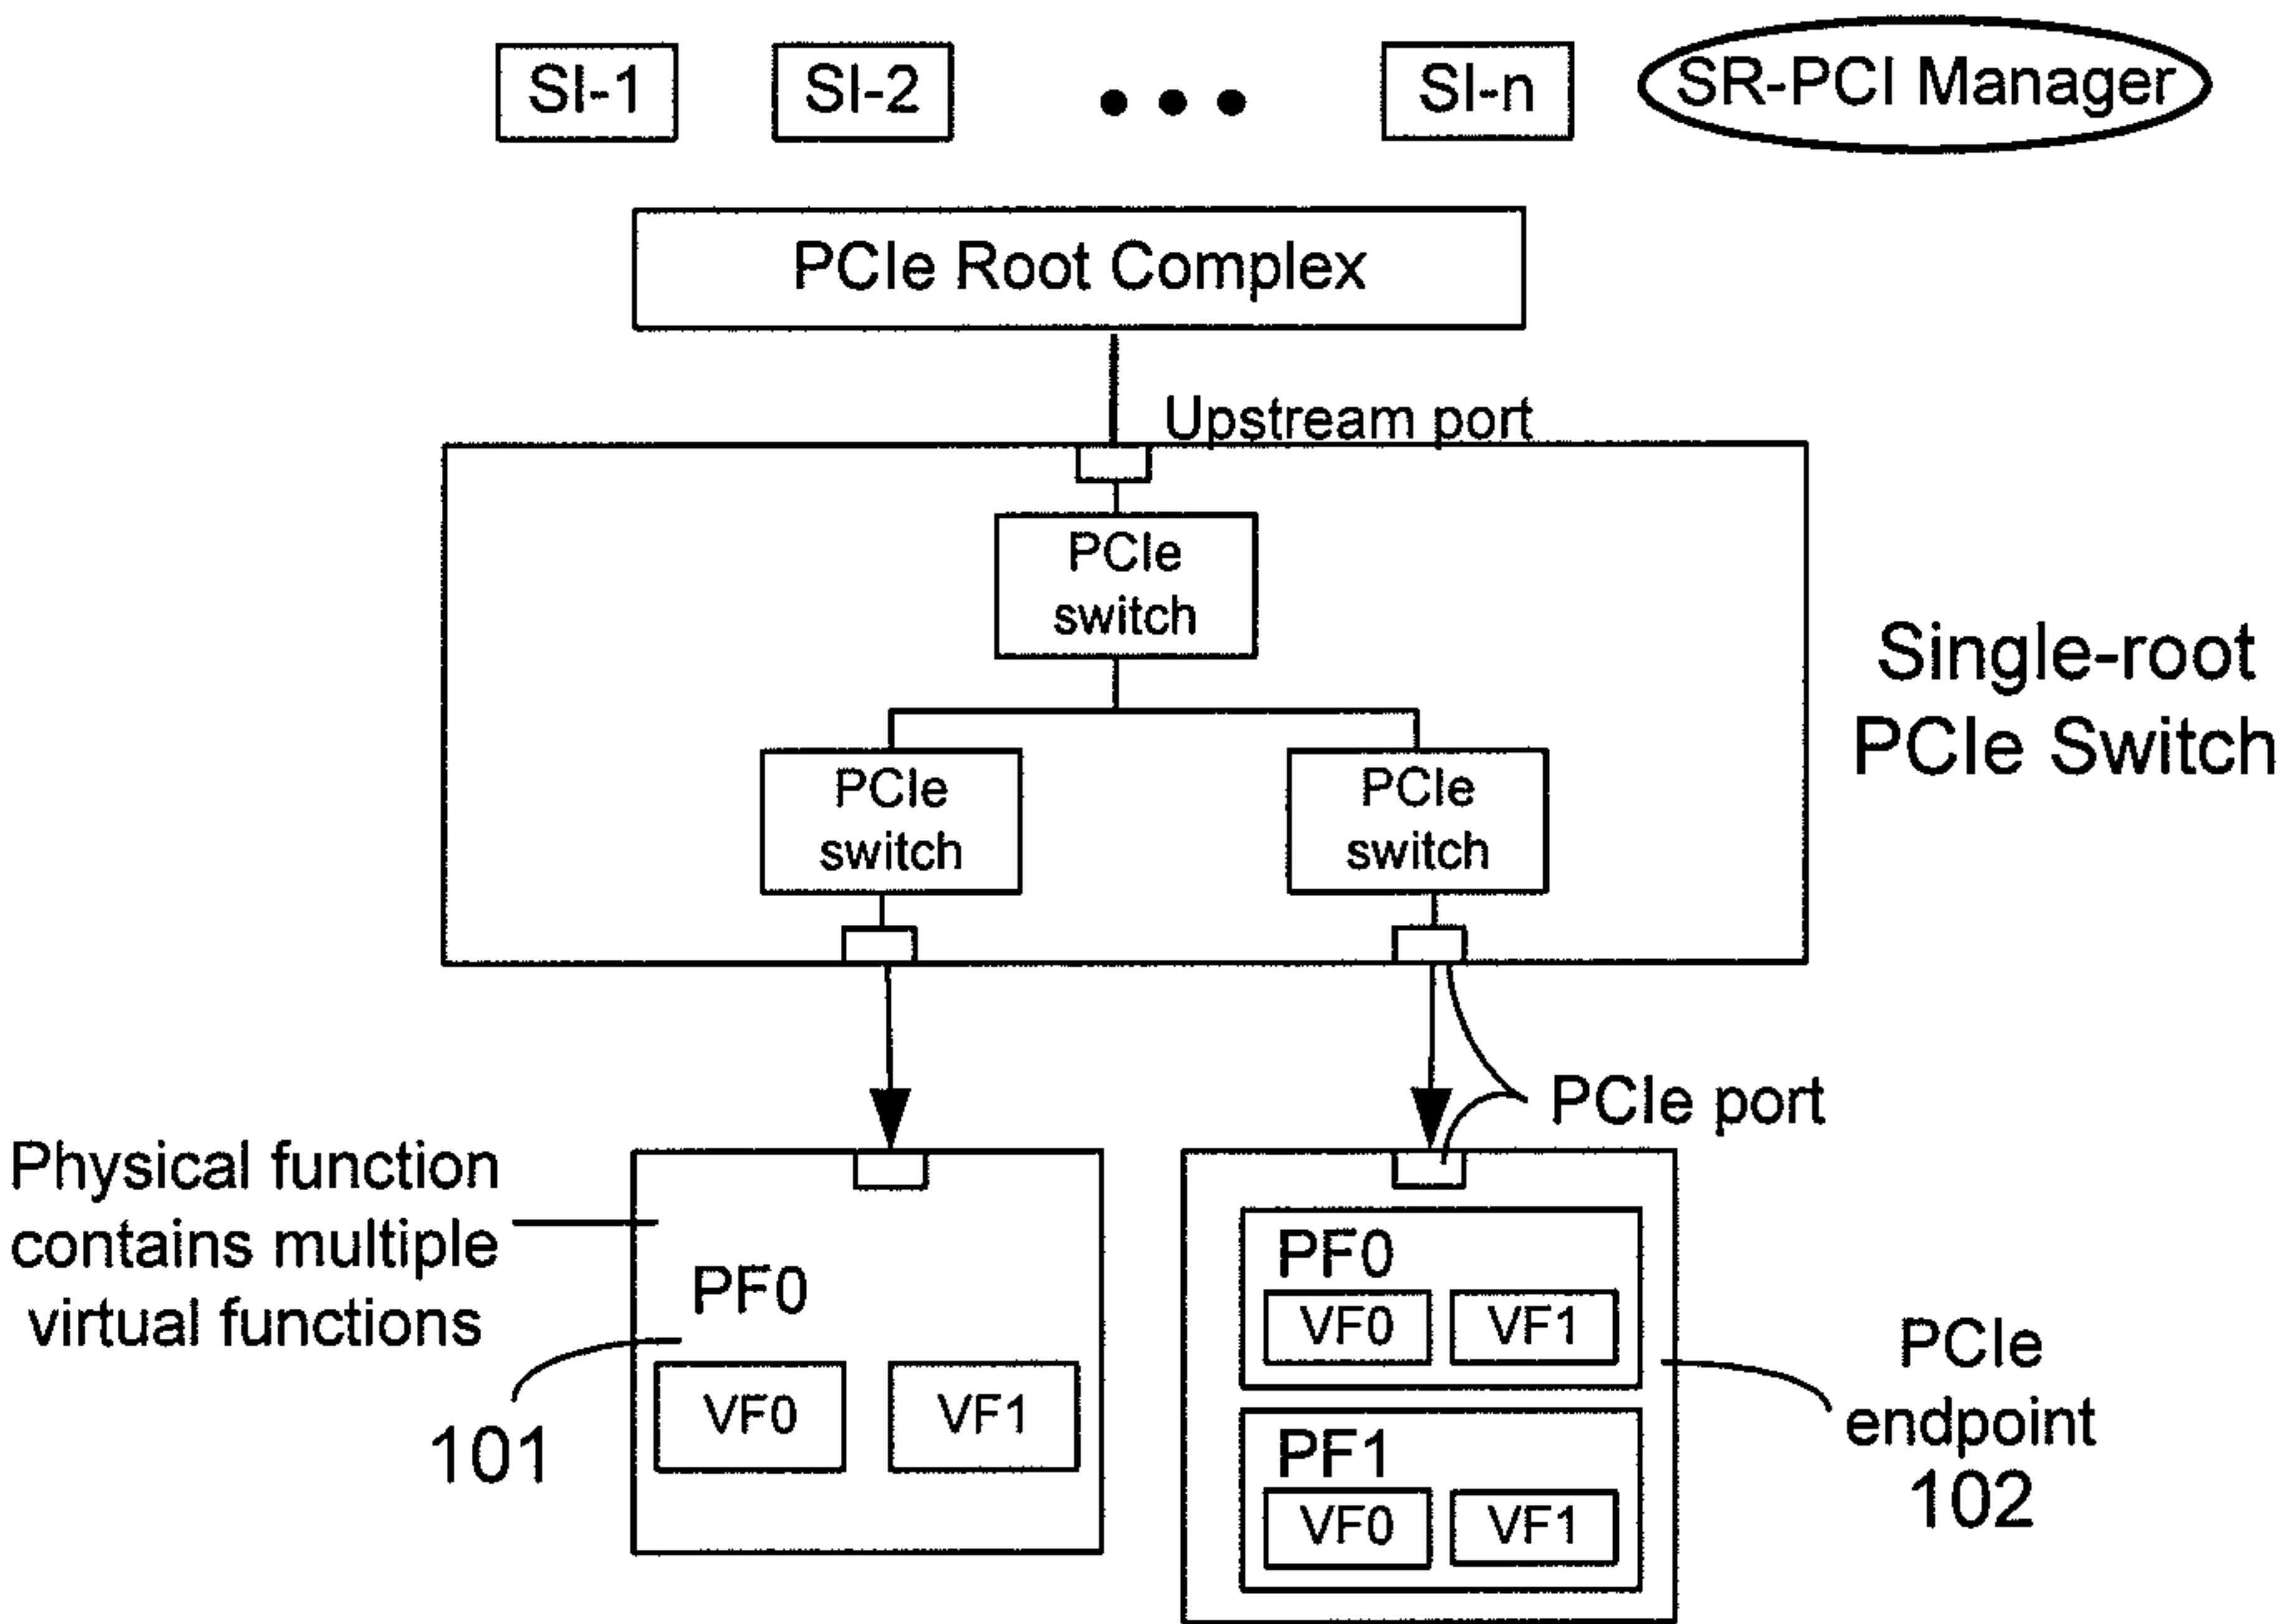 SI-1
SI-2
SI-n
SR-PCI Manager
PCIe Root Complex
Upstream port
PCIe
switch
PCIe
switch
PCIe
switch
Single-root
PCIe Switch
PCIe port
Physical function
contains multiple
virtual functions
101
PF0
VF0
VF1
PF0
VF0
VF1
PF1
VF0
VF1
PCIe
endpoint
102